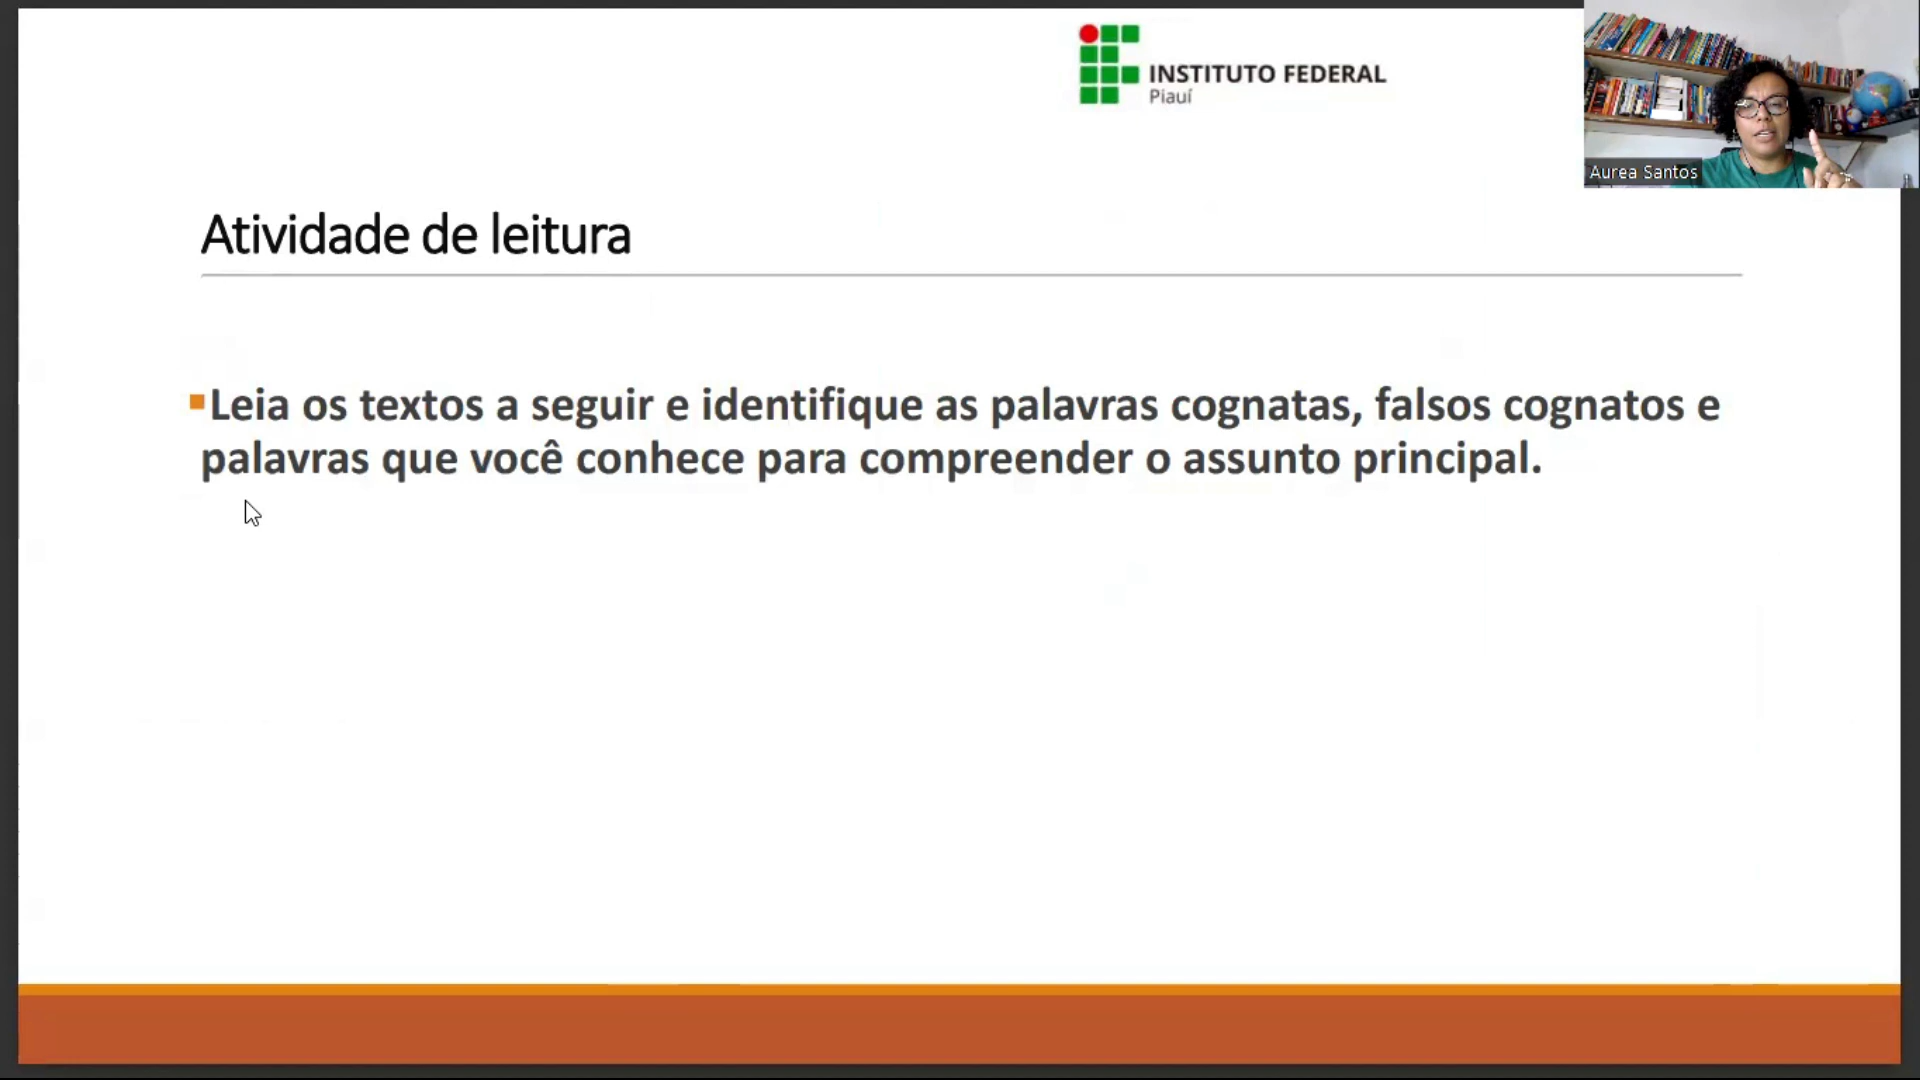 INSTITUTO FEDERAL
Piauí
Aurea Santos
Atividade de leitura
Leia os textos a seguir e identifique as palavras cognatas, falsos cognatos e
palavras que você conhece para compreender o assunto principal.